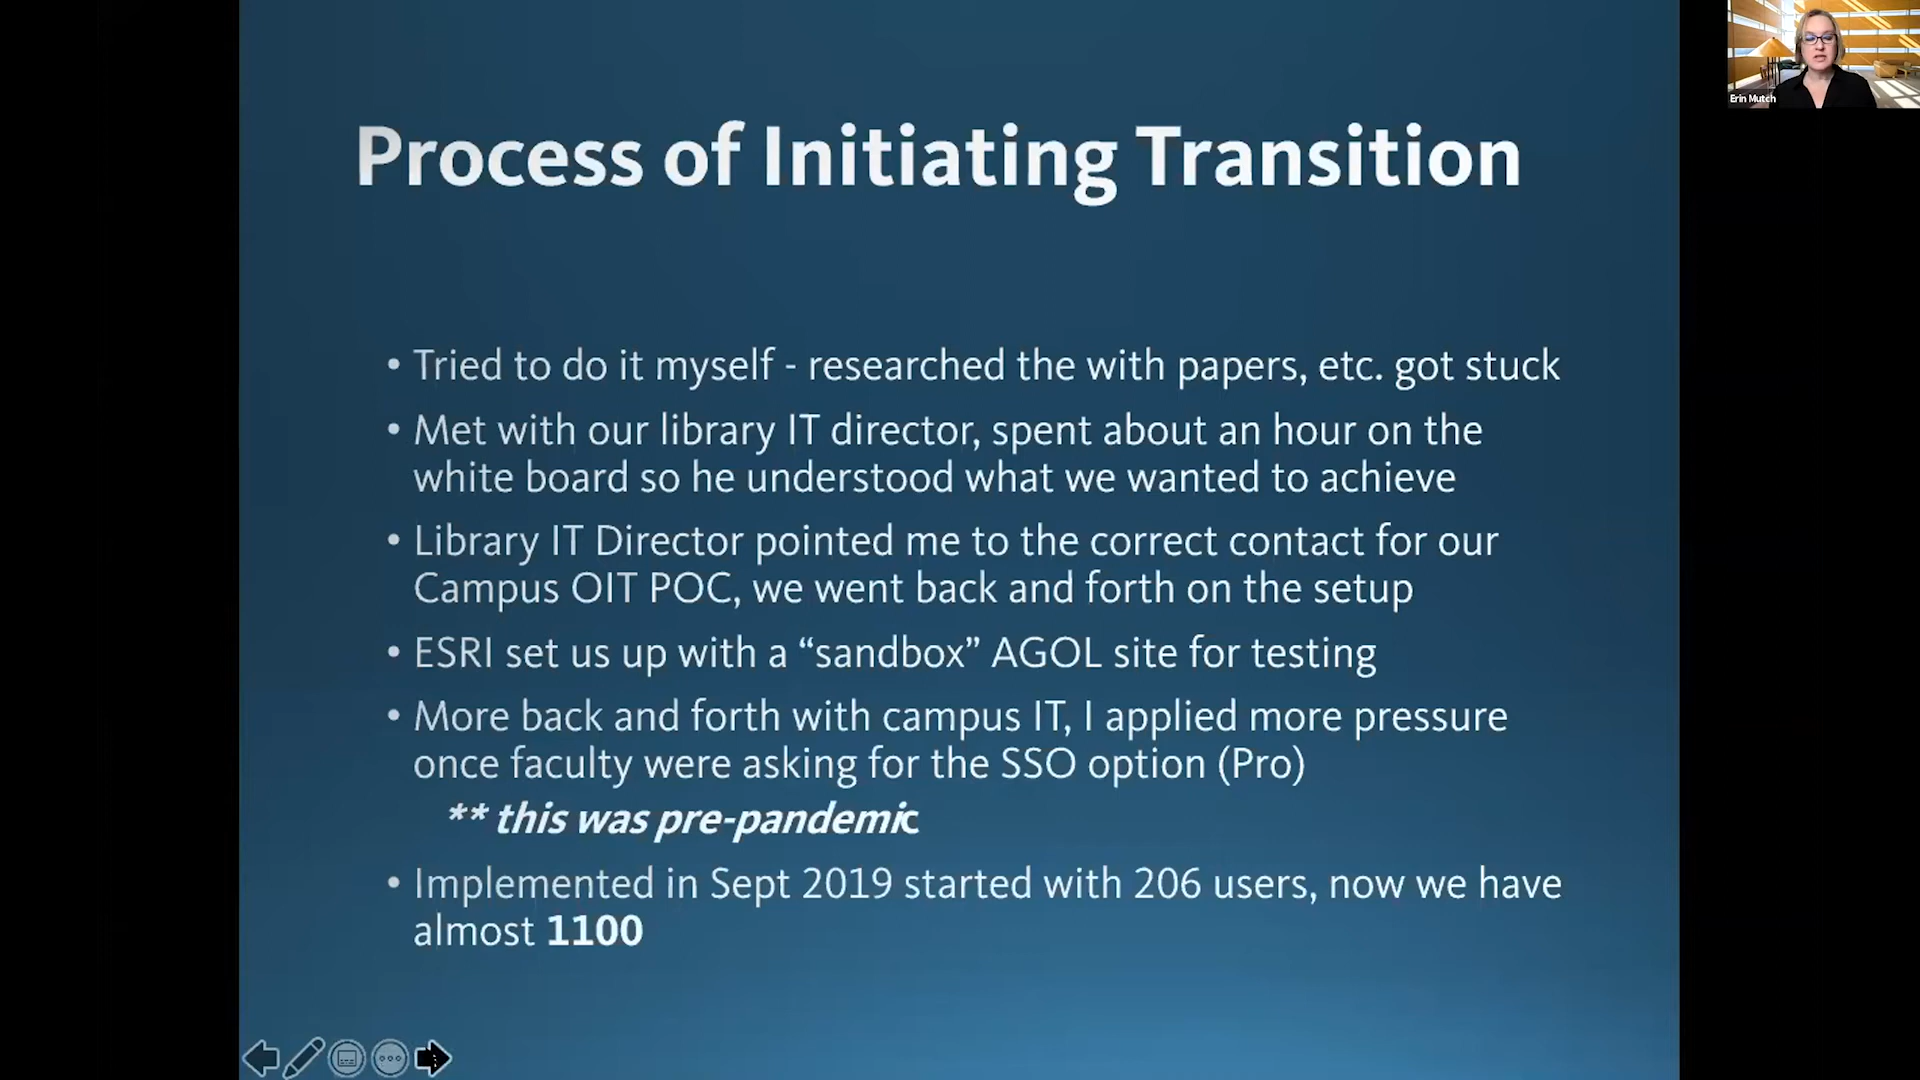 Erin Mutch
Process of Initiating Transition
• Tried to do it myself - researched the with papers, etc. got stuck
• Met with our library IT director, spent about an hour on the
white board so he understood what we wanted to achieve
• Library IT Director pointed me to the correct contact for our
Campus OIT POC, we went back and forth on the setup
• ESRI set us up with a “sandbox” AGOL site for testing
• More back and forth with campus IT, I applied more pressure
once faculty were asking for the SSO option (Pro)
** this was pre-pandemic
• Implemented in Sept 2019 started with 206 users, now we have
almost 1100